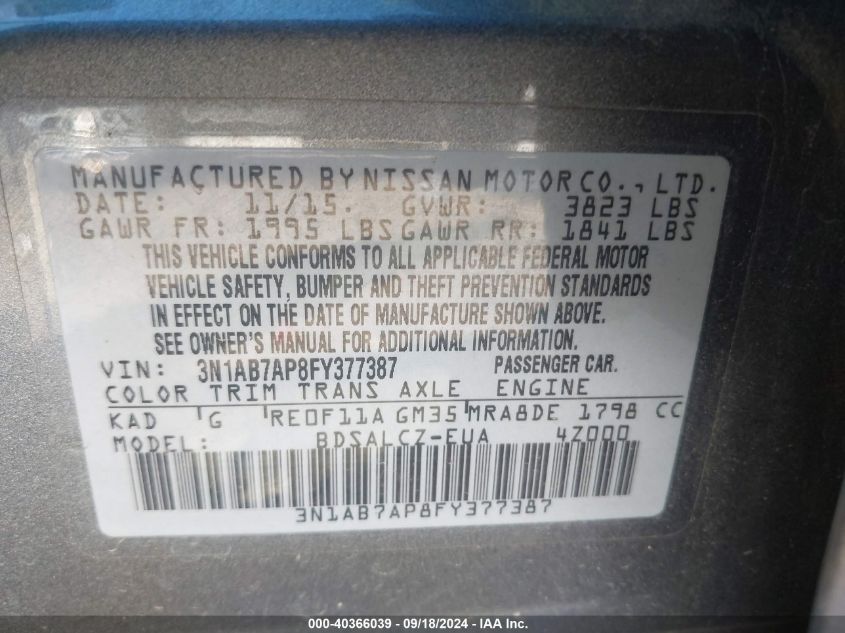 MANUFACTURED BY NISSAN MOTOR CO., LTD.
DATE: 11/15. GVWR: 3823 LBS
GAWR FR: 1995 LBS GAWR RR: 1841 LBS
THIS VEHICLE CONFORMS TO ALL APPLICABLE FEDERAL MOTOR
VEHICLE SAFETY, BUMPER AND THEFT PREVENTION STANDARDS
IN EFFECT ON THE DATE OF MANUFACTURE SHOWN ABOVE.
SEE OWNER'S MANUAL FOR ADDITIONAL INFORMATION.
VIN: 3N1AB7AP8FY377387 PASSENGER CAR.
COLOR TRIM TRANS AXLE ENGINE
KAD G RE0F11A GM35 MRA8DE 1798 CC
MODEL: BDSALCZ-EUA 4Z000
3N1AB7AP8FY377387
000-40366039 - 09/18/2024 - IAAI.com